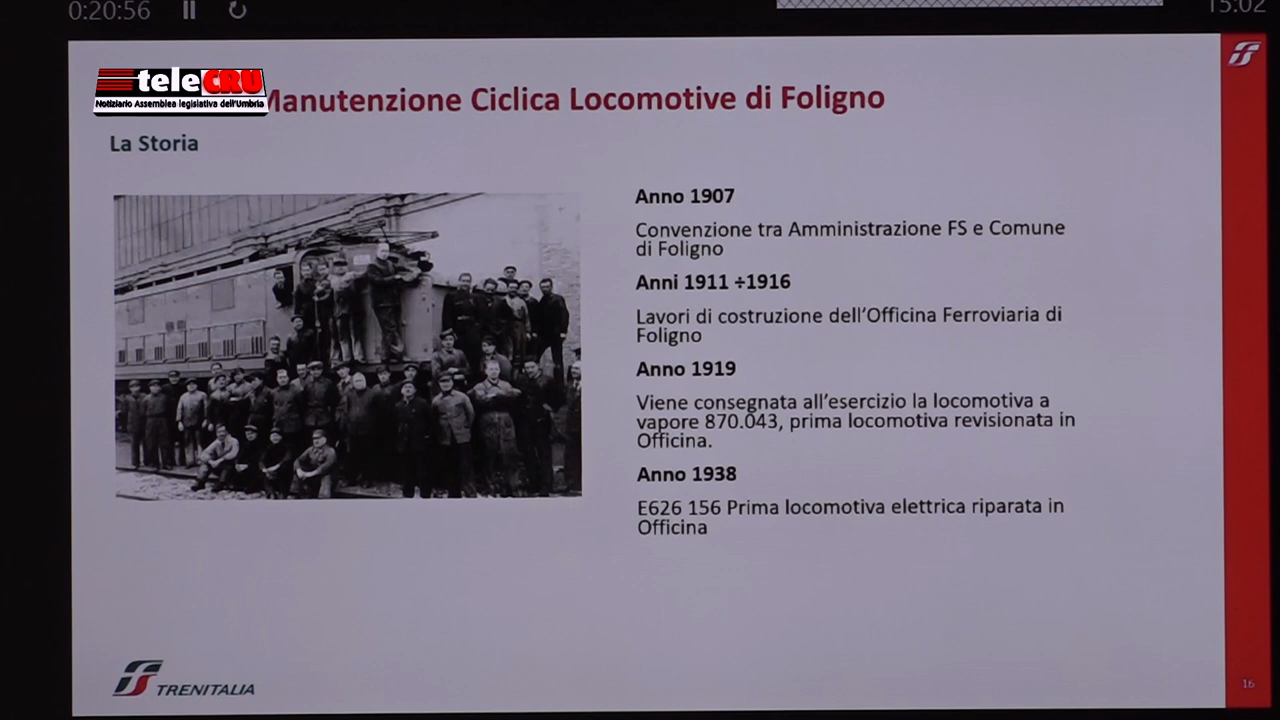 0:20:56
15:02
teleCRU
Notiziario Assemblea legislativa dell'Umbria
Manutenzione Ciclica Locomotive di Foligno
La Storia
Anno 1907
Convenzione tra Amministrazione FS e Comune
di Foligno
Anni 1911 ÷1916
Lavori di costruzione dell'Officina Ferroviaria di
Foligno
Anno 1919
Viene consegnata all'esercizio la locomotiva a
vapore 870.043, prima locomotiva revisionata in
Officina.
Anno 1938
E626 156 Prima locomotiva elettrica riparata in
Officina
TRENITALIA
16